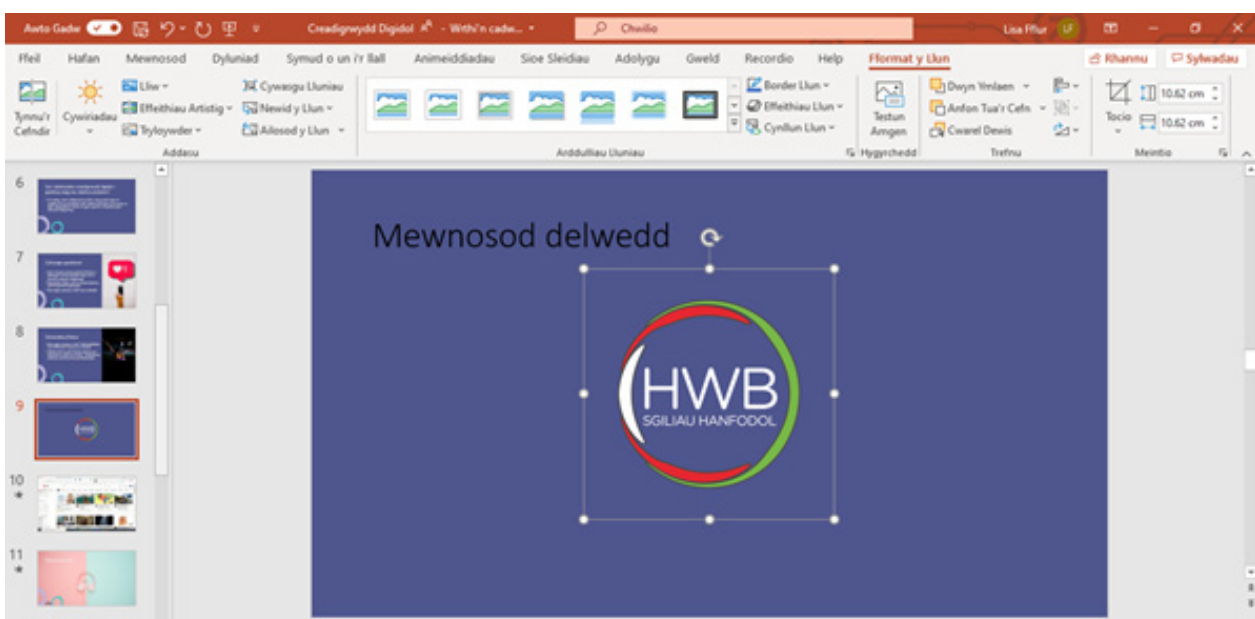 Awto Gadw
Creadigrwydd Digidol
- Wrthi'n cadw...
Chwilio
Lisa Fflur
LF
Ffeil Hafan Mewnosod Dyluniad Symud o un i'r llall Animeiddiadau Sioe Sleidiau Adolygu Gweld Recordio Help Fformat y Llun Rhannu Sylwadau
Tynnu'r Cefndir
Cywiriadau
Lliw
Effeithiau Artistig
Tryloywder
Cywasgu Lluniau
Newid y Llun
Ailosod y Llun
Addasu
Arddulliau Lluniau
Border Llun
Effeithiau Llun
Cynllun Llun
Testun Amgen
Hygyrchedd
Dwyn Ymlaen
Anfon Tua'r Cefn
Cwarel Dewis
Trefnu
Tocio
10.62 cm
10.62 cm
Meintio
6
7
8
9
10
11
Mewnosod delwedd
HWB
SGILIAU HANFODOL